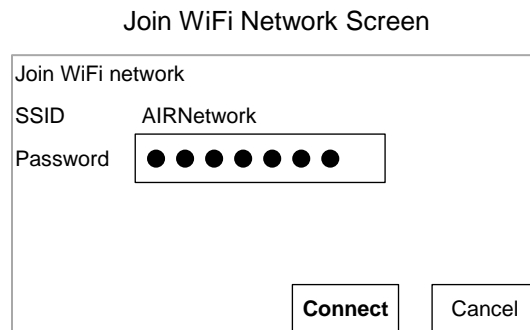 Join WiFi Network Screen
Join WiFi network
SSID AIRNetwork
Password ●●●●●●●
Connect Cancel